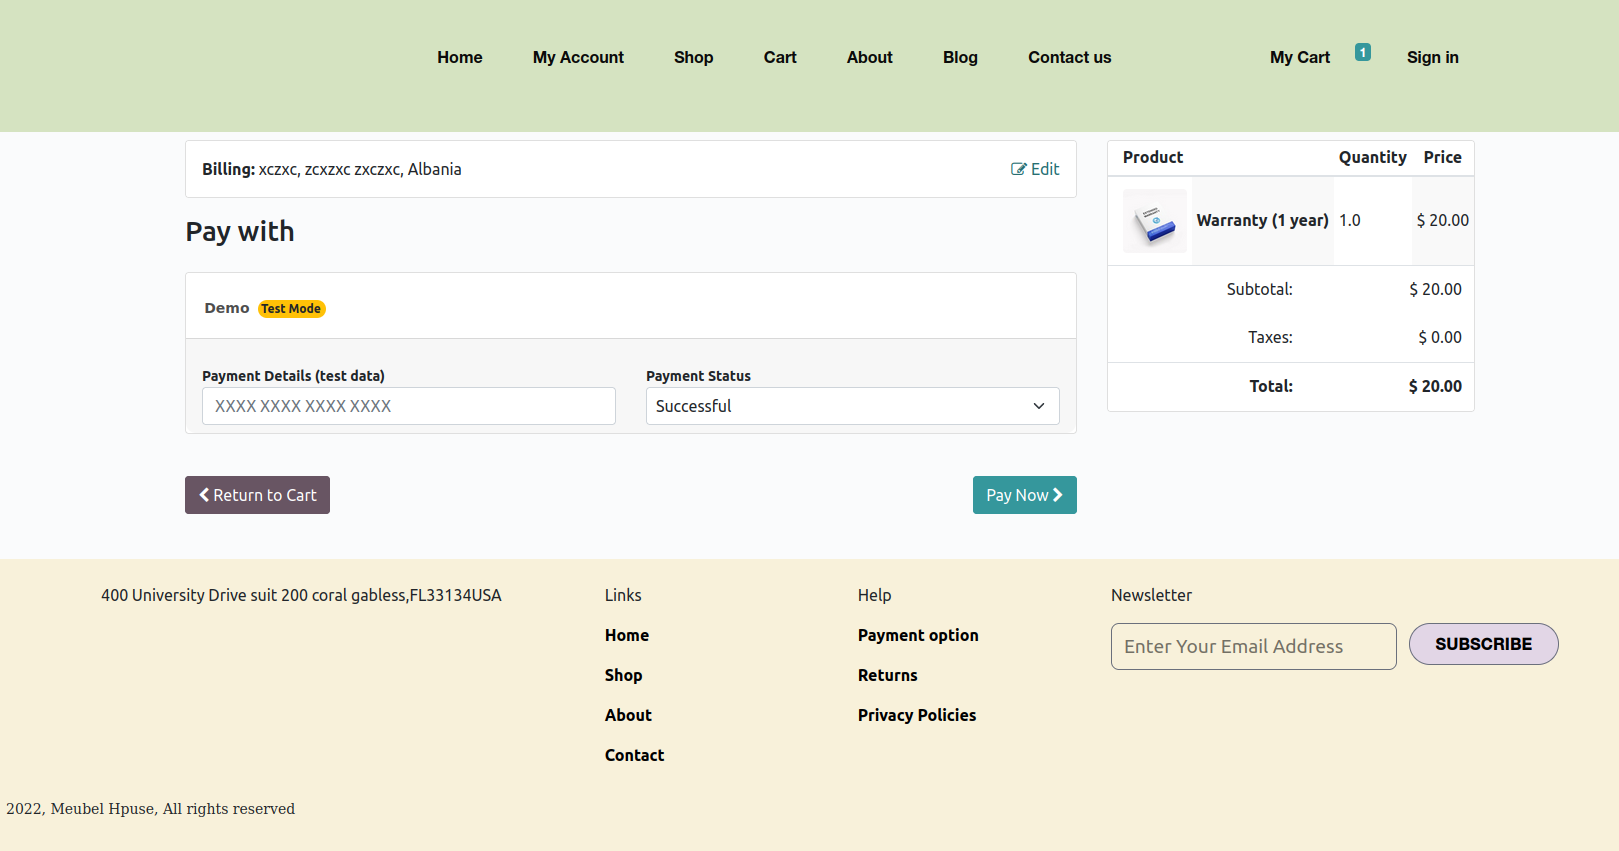 Home My Account Shop Cart About Blog Contact us My Cart 1 Sign in
Billing: xczxc, zcxzxc zxczxc, Albania Edit
Pay with
Demo Test Mode
Payment Details (test data) Payment Status
XXXX XXXX XXXX XXXX Successful
Return to Cart Pay Now
Product Quantity Price
Warranty (1 year) 1.0 $ 20.00
Subtotal: $ 20.00
Taxes: $ 0.00
Total: $ 20.00
400 University Drive suit 200 coral gabless,FL33134USA
Links
Home
Shop
About
Contact
Help
Payment option
Returns
Privacy Policies
Newsletter
Enter Your Email Address SUBSCRIBE
2022, Meubel Hpuse, All rights reserved